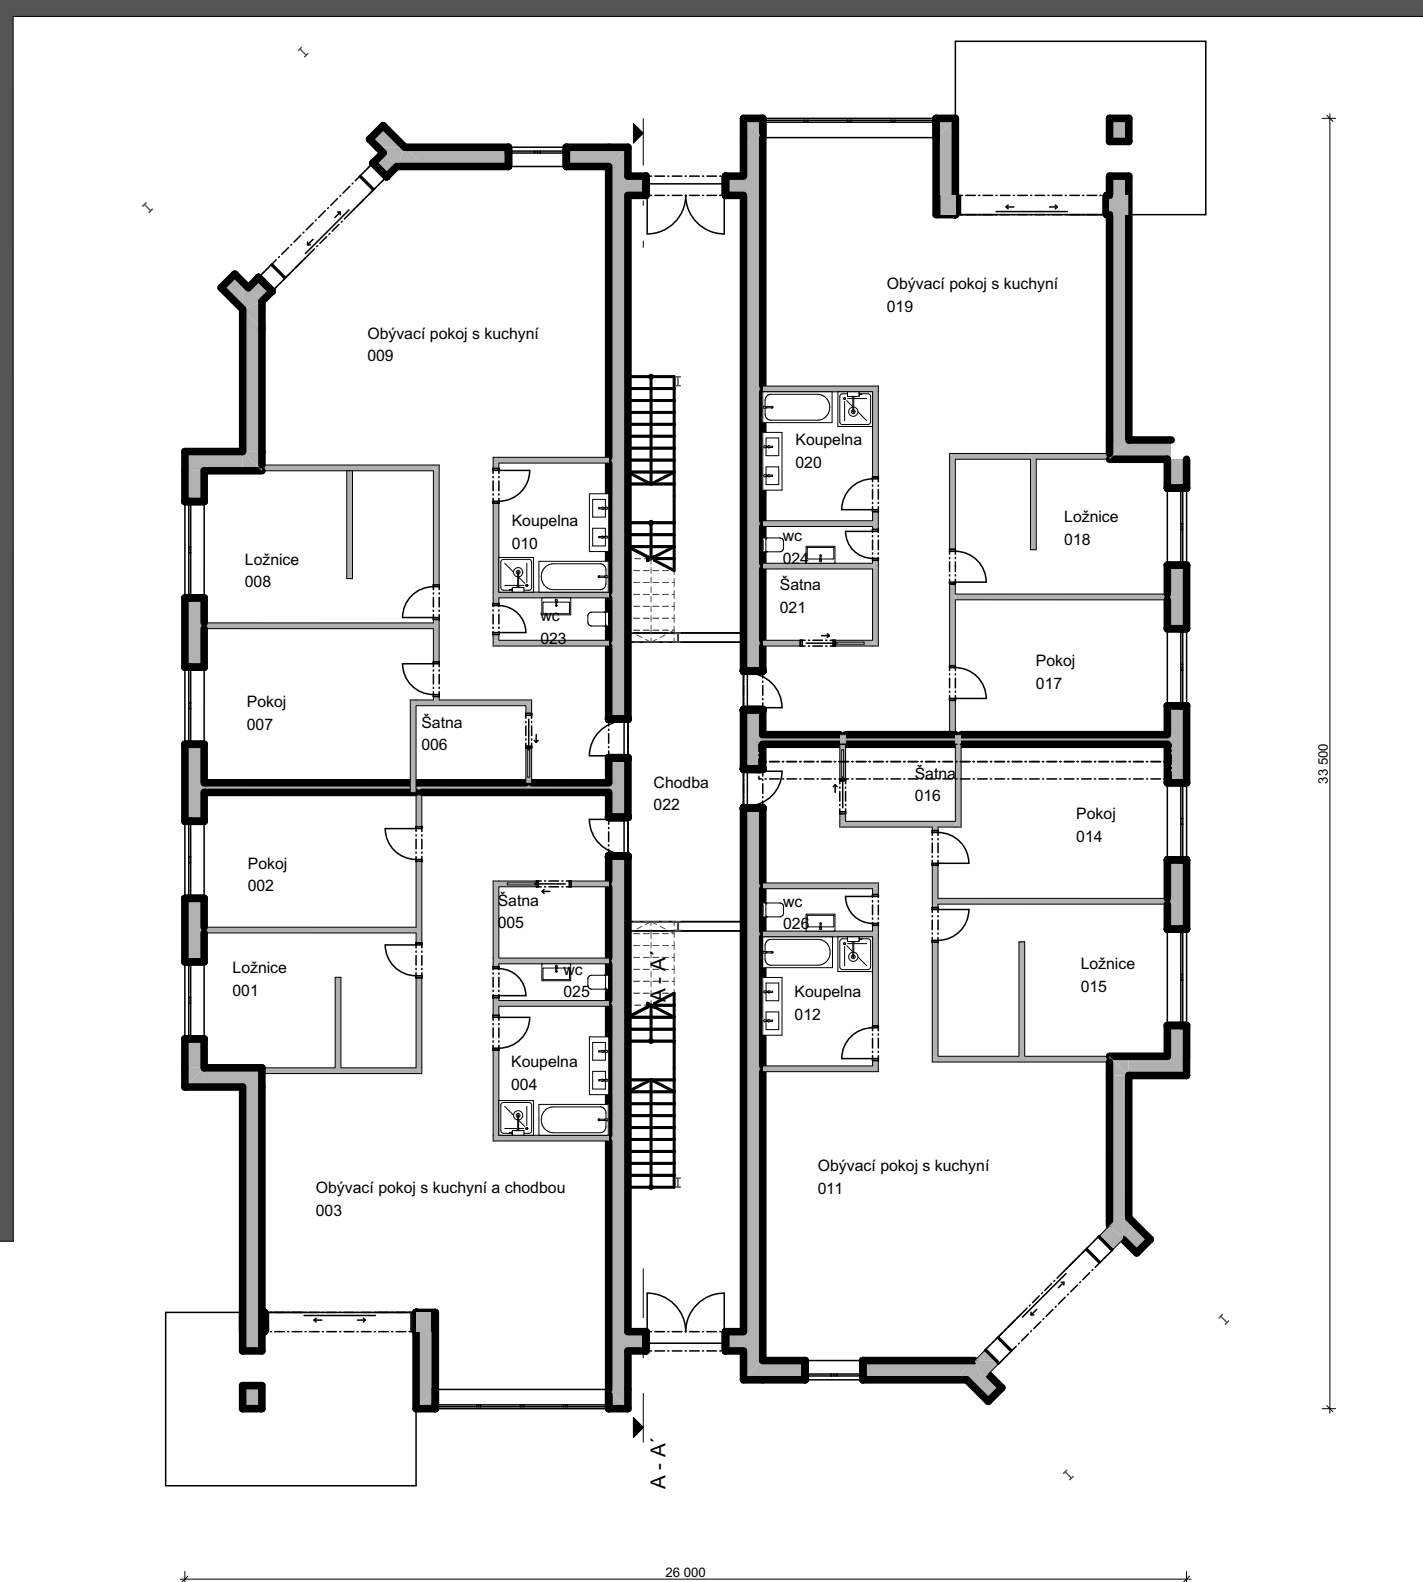 Obývací pokoj s kuchyní
019
Obývací pokoj s kuchyní
009
Koupelna
020
Koupelna
010
Ložnice
018
wc
024
Ložnice
008
Šatna
021
wc
023
Pokoj
017
Pokoj
007
Šatna
006
Chodba
022
Šatna
016
Pokoj
014
33 500
Pokoj
002
Šatna
005
wc
026
Ložnice
001
wc
025
A - A´
Ložnice
015
Koupelna
012
Koupelna
004
Obývací pokoj s kuchyní
011
Obývací pokoj s kuchyní a chodbou
003
A - A´
26 000